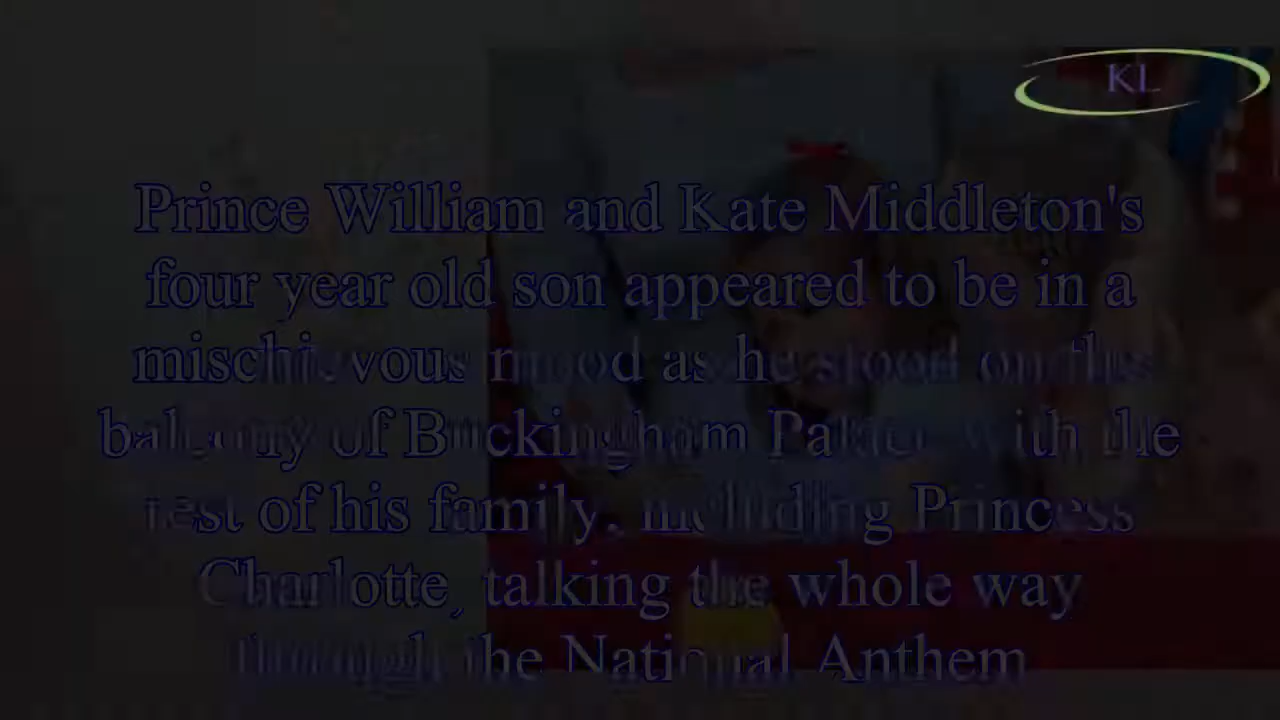 KL
Prince William and Kate Middleton's
four year old son appeared to be in a
mischievous mood as he stood on the
balcony of Buckingham Palace with the
rest of his family, including Princess
Charlotte, talking the whole way
through the National Anthem